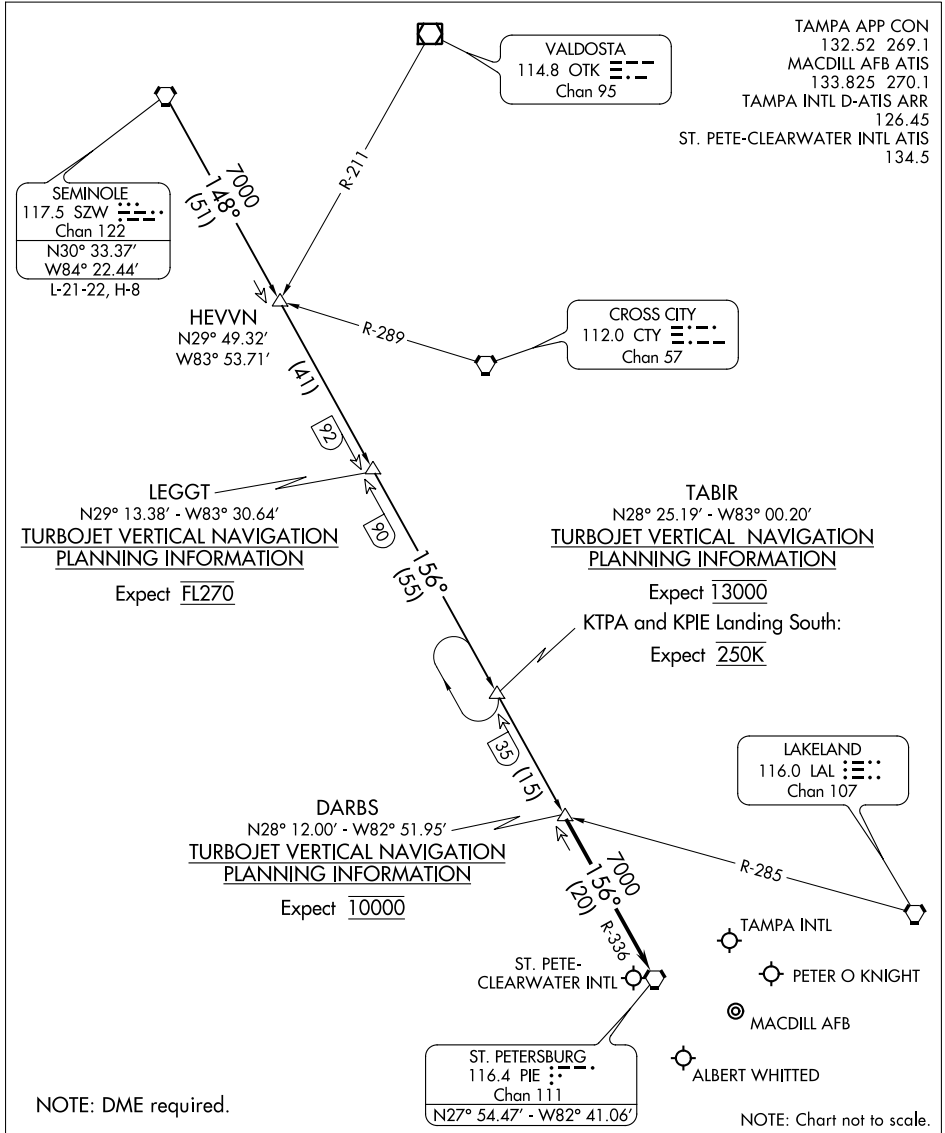 TAMPA APP CON
132.52 269.1
MACDILL AFB ATIS
133.825 270.1
TAMPA INTL D-ATIS ARR
126.45
ST. PETE-CLEARWATER INTL ATIS
134.5
VALDOSTA
114.8 OTK
Chan 95
R-211
SEMINOLE
117.5 SZW
Chan 122
N30° 33.37'
W84° 22.44'
L-21-22, H-8
7000
148°
(51)
HEVVN
N29° 49.32'
W83° 53.71'
R-289
CROSS CITY
112.0 CTY
Chan 57
(41)
92
LEGGT
N29° 13.38' - W83° 30.64'
TURBOJET VERTICAL NAVIGATION
PLANNING INFORMATION
Expect FL270
90
156°
(55)
TABIR
N28° 25.19' - W83° 00.20'
TURBOJET VERTICAL NAVIGATION
PLANNING INFORMATION
Expect 13000
KTPA and KPIE Landing South:
Expect 250K
35
(15)
DARBS
N28° 12.00' - W82° 51.95'
TURBOJET VERTICAL NAVIGATION
PLANNING INFORMATION
Expect 10000
LAKELAND
116.0 LAL
Chan 107
R-285
7000
156°
(20)
R-336
TAMPA INTL
ST. PETE-
CLEARWATER INTL
PETER O KNIGHT
MACDILL AFB
ALBERT WHITTED
ST. PETERSBURG
116.4 PIE
Chan 111
N27° 54.47' - W82° 41.06'
NOTE: DME required.
NOTE: Chart not to scale.